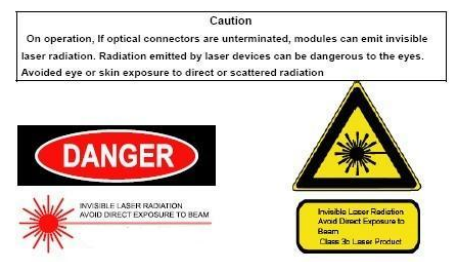 Caution
On operation, If optical connectors are unterminated, modules can emit invisible
laser radiation. Radiation emitted by laser devices can be dangerous to the eyes.
Avoided eye or skin exposure to direct or scattered radiation
DANGER
INVISIBLE LASER RADIATION
AVOID DIRECT EXPOSURE TO BEAM
Invisible Laser Radiation
Avoid Direct Exposure to
Beam
Class 3b Laser Product